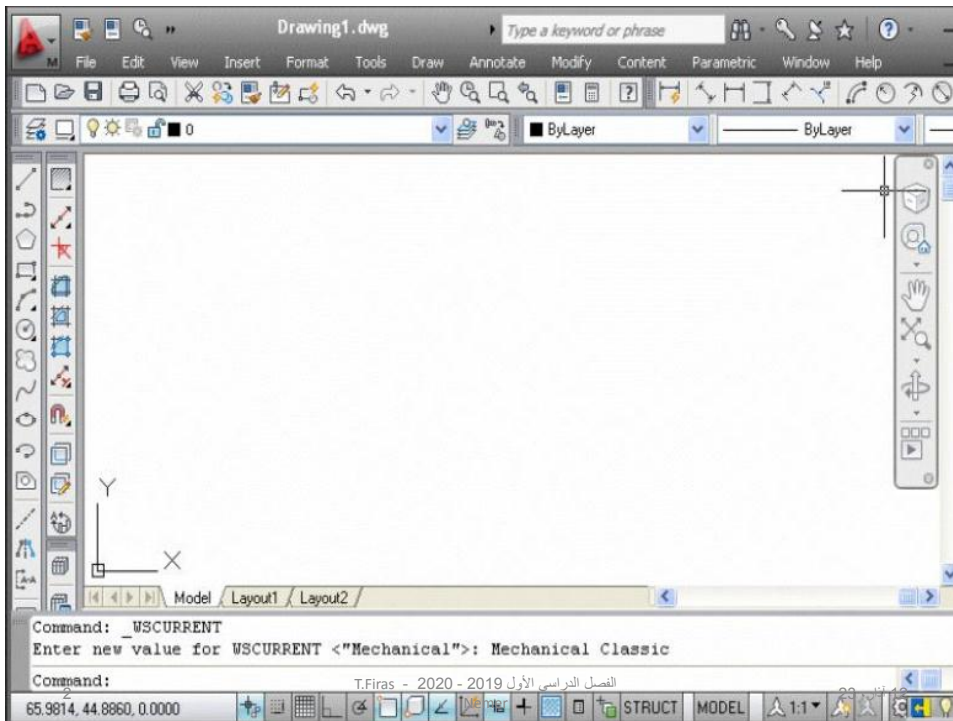 Drawing1.dwg
Type a keyword or phrase
M
File Edit View Insert Format Tools Draw Annotate Modify Content Parametric Window Help
0 ByLayer ByLayer
Y
X
Model Layout1 Layout2
Command: _WSCURRENT
Enter new value for WSCURRENT <"Mechanical">: Mechanical Classic
Command:
الفصل الدراسي الأول 2019 - 2020 - T.Firas
2
65.9814, 44.8860, 0.0000
STRUCT MODEL 1:1